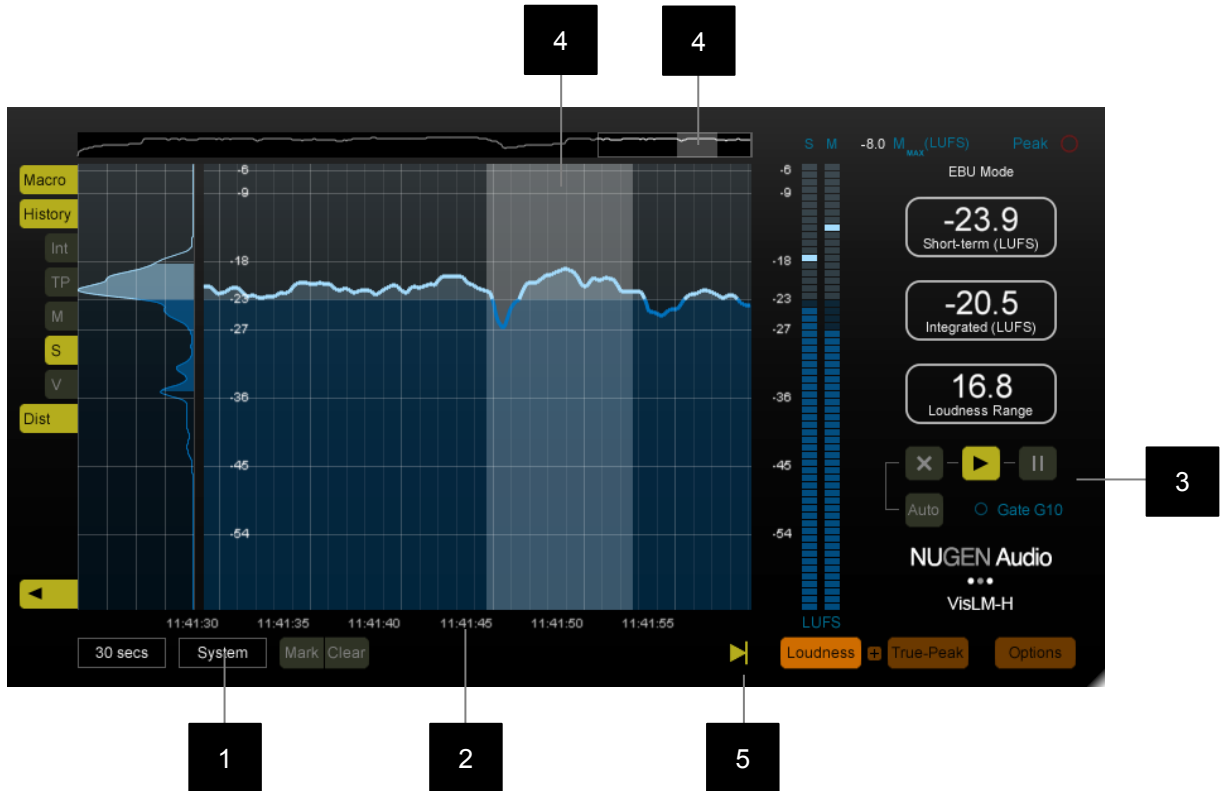 4 4
S M -8.0 M MAX (LUFS) Peak
EBU Mode
Macro
History
Int
TP
M
S
V
Dist
-6
-9
-18
-23
-27
-36
-45
-54
-6
-9
-18
-23
-27
-36
-45
-54
-23.9
Short-term (LUFS)
-20.5
Integrated (LUFS)
16.8
Loudness Range
3
Auto Gate G10
NUGEN Audio
VisLM-H
11:41:30 11:41:35 11:41:40 11:41:45 11:41:50 11:41:55 LUFS
30 secs System Mark Clear Loudness True-Peak Options
1 2 5